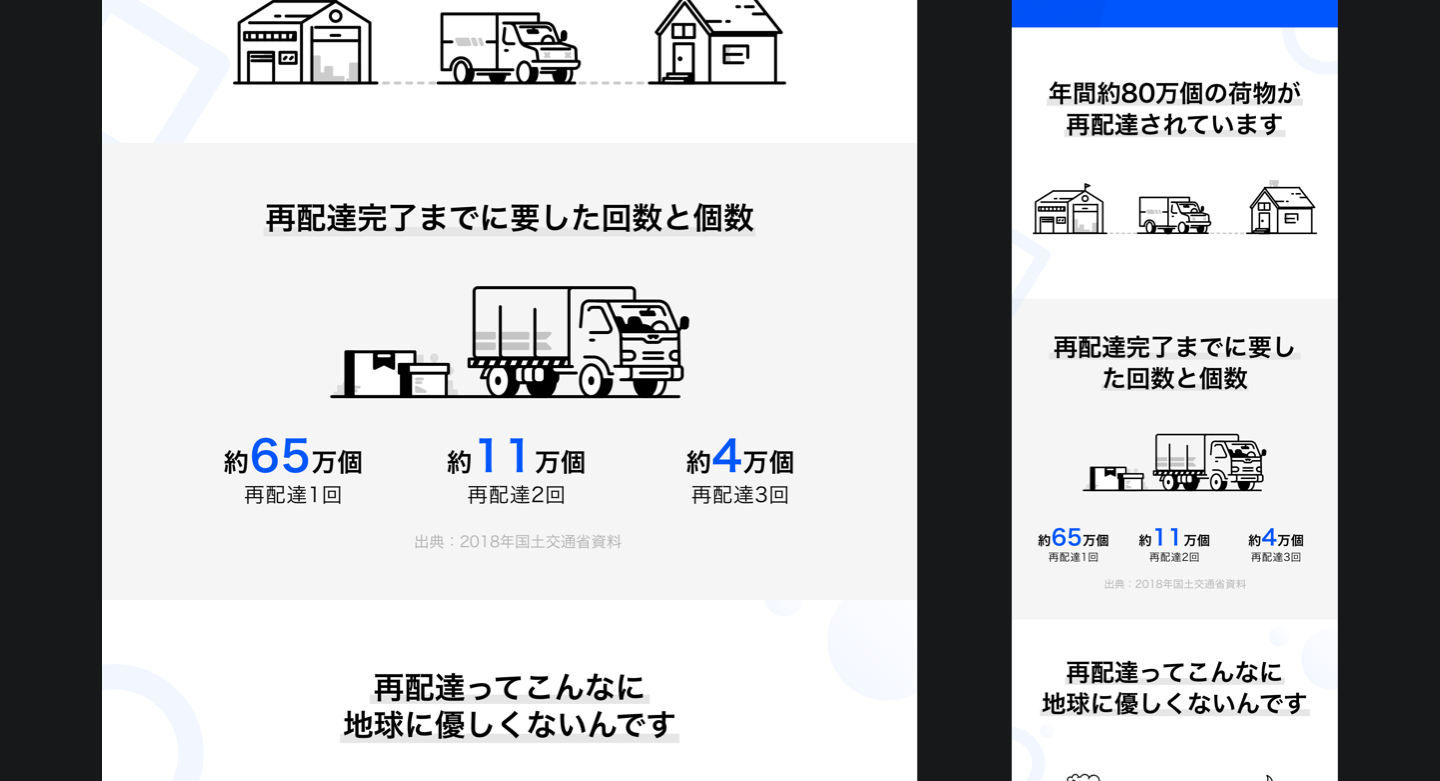 再配達完了までに要した回数と個数
約65万個
約11万個
約4万個
再配達1回
再配達2回
再配達3回
出典：2018年国土交通省資料
再配達ってこんなに
地球に優しくないんです
年間約80万個の荷物が
再配達されています
再配達完了までに要し
た回数と個数
約65万個
約11万個
約4万個
再配達1回
再配達2回
再配達3回
出典：2018年国土交通省資料
再配達ってこんなに
地球に優しくないんです